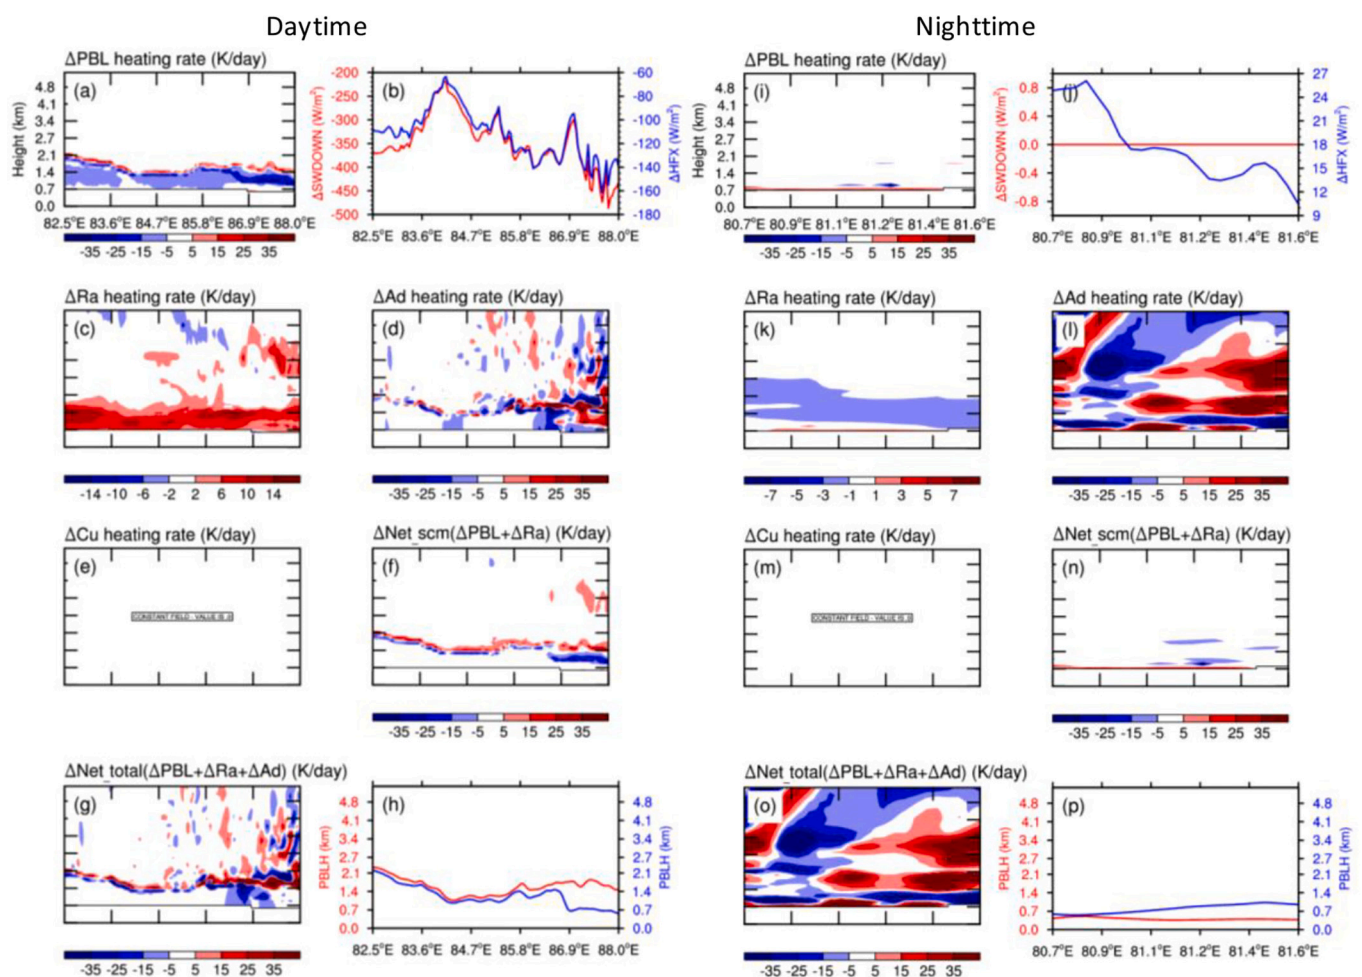 Daytime
Nighttime
ΔPBL heating rate (K/day)
(a)
Height (km)
4.8
4.1
3.4
2.7
2.1
1.4
0.7
0.0
82.5°E 83.6°E 84.7°E 85.8°E 86.9°E 88.0°E
-35 -25 -15 -5 5 15 25 35
(b)
ΔSWDOWN (W/m²)
-200
-250
-300
-350
-400
-450
-500
ΔHFX (W/m²)
-60
-80
-100
-120
-140
-160
-180
82.5°E 83.6°E 84.7°E 85.8°E 86.9°E 88.0°E
ΔPBL heating rate (K/day)
(i)
Height (km)
4.8
4.1
3.4
2.7
2.1
1.4
0.7
0.0
80.7°E 80.9°E 81.1°E 81.2°E 81.4°E 81.6°E
-35 -25 -15 -5 5 15 25 35
(j)
ΔSWDOWN (W/m²)
0.8
0.4
0.0
-0.4
-0.8
ΔHFX (W/m²)
27
24
21
18
15
12
9
80.7°E 80.9°E 81.1°E 81.2°E 81.4°E 81.6°E
ΔRa heating rate (K/day)
(c)
-14 -10 -6 -2 2 6 10 14
ΔAd heating rate (K/day)
(d)
-35 -25 -15 -5 5 15 25 35
ΔRa heating rate (K/day)
(k)
-7 -5 -3 -1 1 3 5 7
ΔAd heating rate (K/day)
(l)
-35 -25 -15 -5 5 15 25 35
ΔCu heating rate (K/day)
(e)
CONSTANT FIELD - VALUE IS 0
ΔNet_scm(ΔPBL+ΔRa) (K/day)
(f)
-35 -25 -15 -5 5 15 25 35
ΔCu heating rate (K/day)
(m)
CONSTANT FIELD - VALUE IS 0
ΔNet_scm(ΔPBL+ΔRa) (K/day)
(n)
-35 -25 -15 -5 5 15 25 35
ΔNet_total(ΔPBL+ΔRa+ΔAd) (K/day)
(g)
-35 -25 -15 -5 5 15 25 35
(h)
PBLH (km)
4.8
4.1
3.4
2.7
2.1
1.4
0.7
0.0
PBLH (km)
4.8
4.1
3.4
2.7
2.1
1.4
0.7
0.0
82.5°E 83.6°E 84.7°E 85.8°E 86.9°E 88.0°E
ΔNet_total(ΔPBL+ΔRa+ΔAd) (K/day)
(o)
-35 -25 -15 -5 5 15 25 35
(p)
PBLH (km)
4.8
4.1
3.4
2.7
2.1
1.4
0.7
0.0
PBLH (km)
4.8
4.1
3.4
2.7
2.1
1.4
0.7
0.0
80.7°E 80.9°E 81.1°E 81.2°E 81.4°E 81.6°E